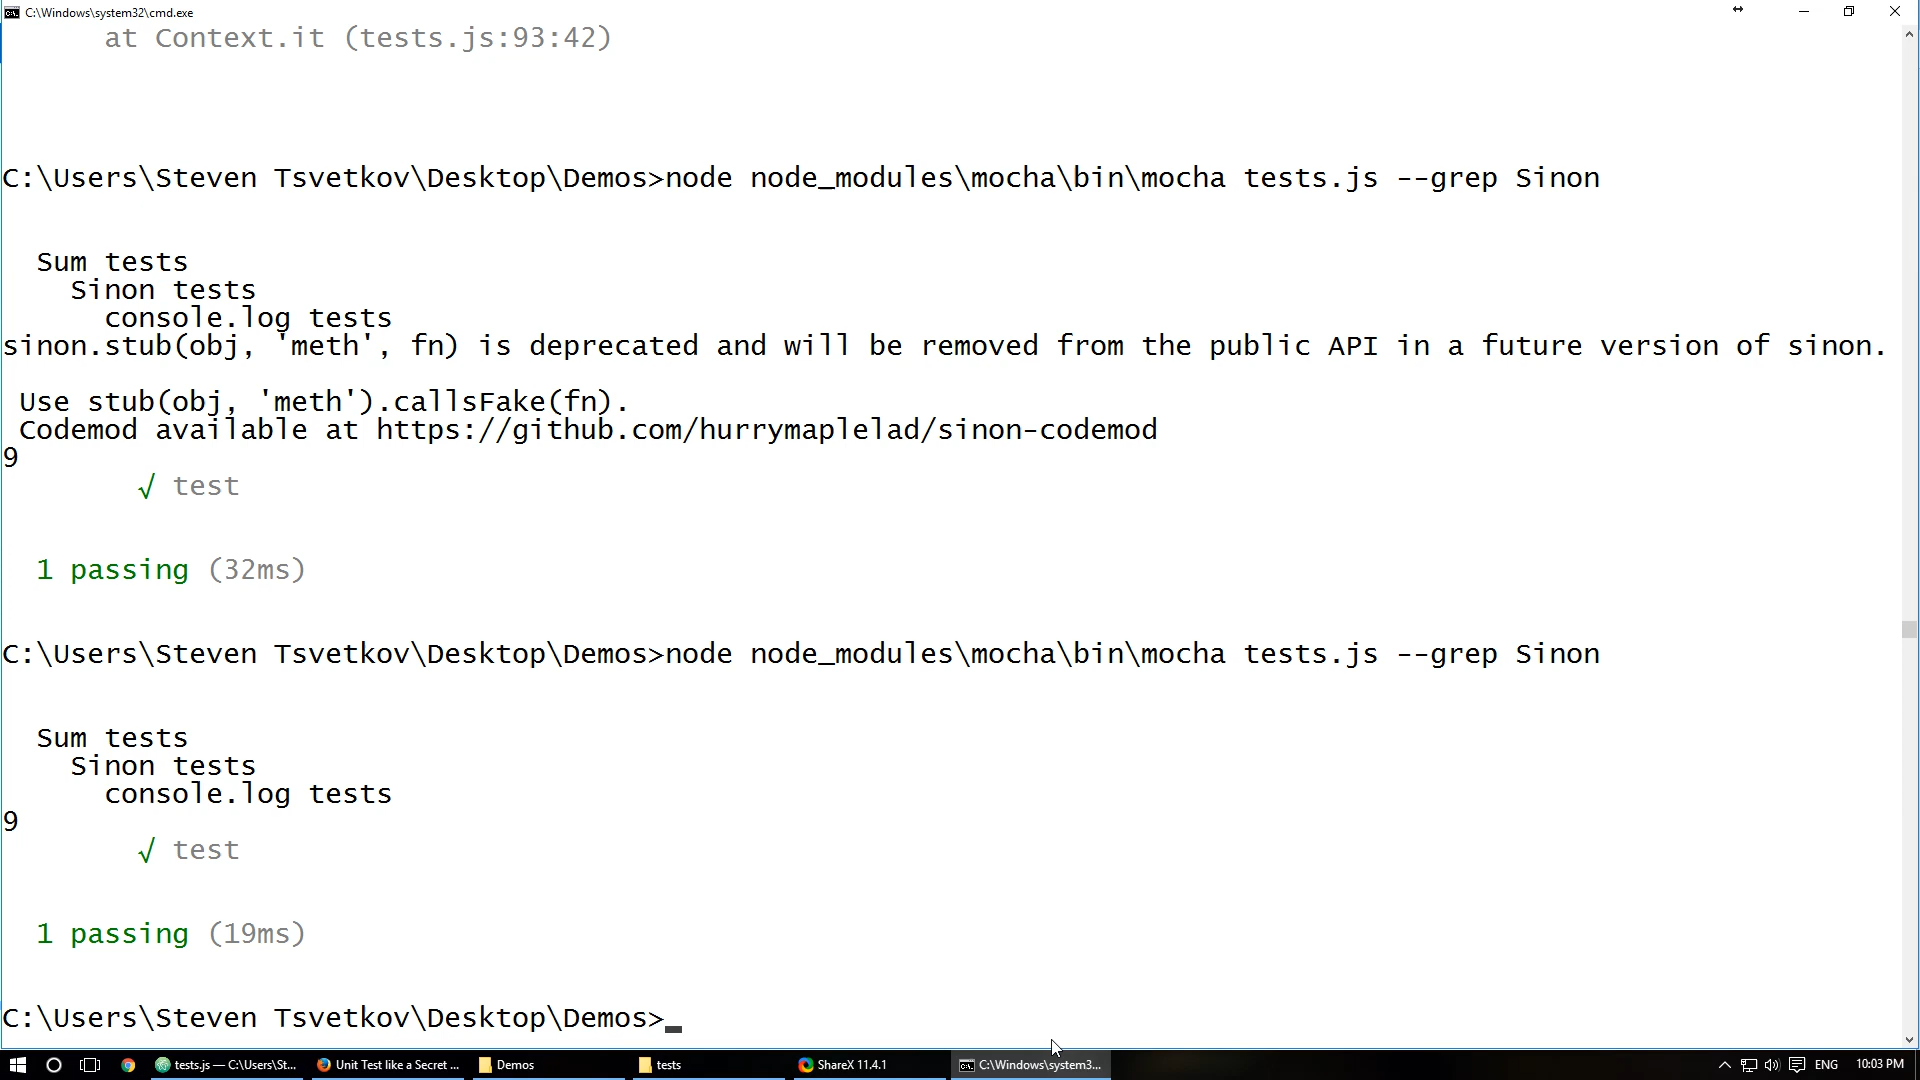 C:\Windows\system32\cmd.exe
at Context.it (tests.js:93:42)
C:\Users\Steven Tsvetkov\Desktop\Demos>node node_modules\mocha\bin\mocha tests.js --grep Sinon
Sum tests
Sinon tests
console.log tests
sinon.stub(obj, 'meth', fn) is deprecated and will be removed from the public API in a future version of sinon.
Use stub(obj, 'meth').callsFake(fn).
Codemod available at https://github.com/hurrymaplelad/sinon-codemod
9
√ test
1 passing (32ms)
C:\Users\Steven Tsvetkov\Desktop\Demos>node node_modules\mocha\bin\mocha tests.js --grep Sinon
Sum tests
Sinon tests
console.log tests
9
√ test
1 passing (19ms)
C:\Users\Steven Tsvetkov\Desktop\Demos>
tests.js — C:\Users\St... Unit Test like a Secret ... Demos tests ShareX 11.4.1 C:\Windows\system3... ENG 10:03 PM